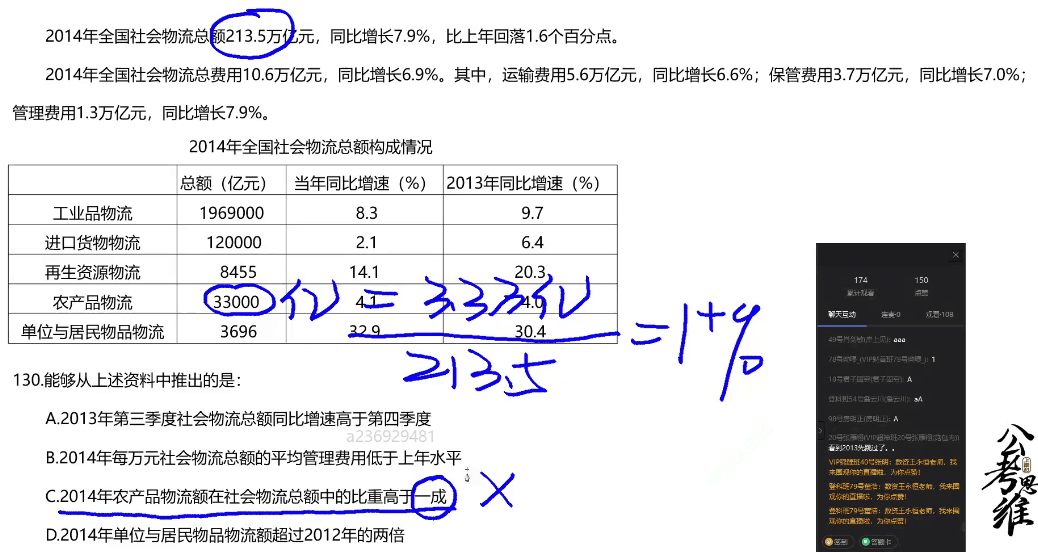 2014年全国社会物流总额213.5万亿元，同比增长7.9%，比上年回落1.6个百分点。
2014年全国社会物流总费用10.6万亿元，同比增长6.9%。其中，运输费用5.6万亿元，同比增长6.6%；保管费用3.7万亿元，同比增长7.0%；
管理费用1.3万亿元，同比增长7.9%。
2014年全国社会物流总额构成情况
总额（亿元） 当年同比增速（%） 2013年同比增速（%）
工业品物流 1969000 8.3 9.7
进口货物物流 120000 2.1 6.4
再生资源物流 8455 14.1 20.3
农产品物流 33000 4.1 4.0
亿 =
单位与居民物品物流 3696 32.9 30.4
213.5
= 1+%
130.能够从上述资料中推出的是：
A.2013年第三季度社会物流总额同比增速高于第四季度
a236929481
B.2014年每万元社会物流总额的平均管理费用低于上年水平
C.2014年农产品物流额在社会物流总额中的比重高于一成 ×
D.2014年单位与居民物品物流额超过2012年的两倍
174 150
累计观看 点赞
聊天互动 连麦·0 观看·108
看到2013先跳过了。。
公考思维